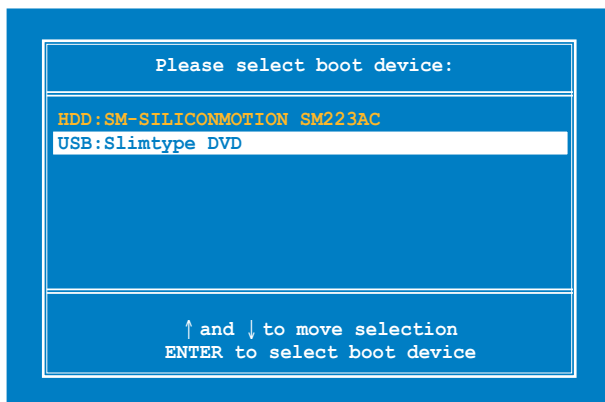 Please select boot device:
HDD:SM-SILICONMOTION SM223AC
USB:Slimtype DVD
↑ and ↓ to move selection
ENTER to select boot device